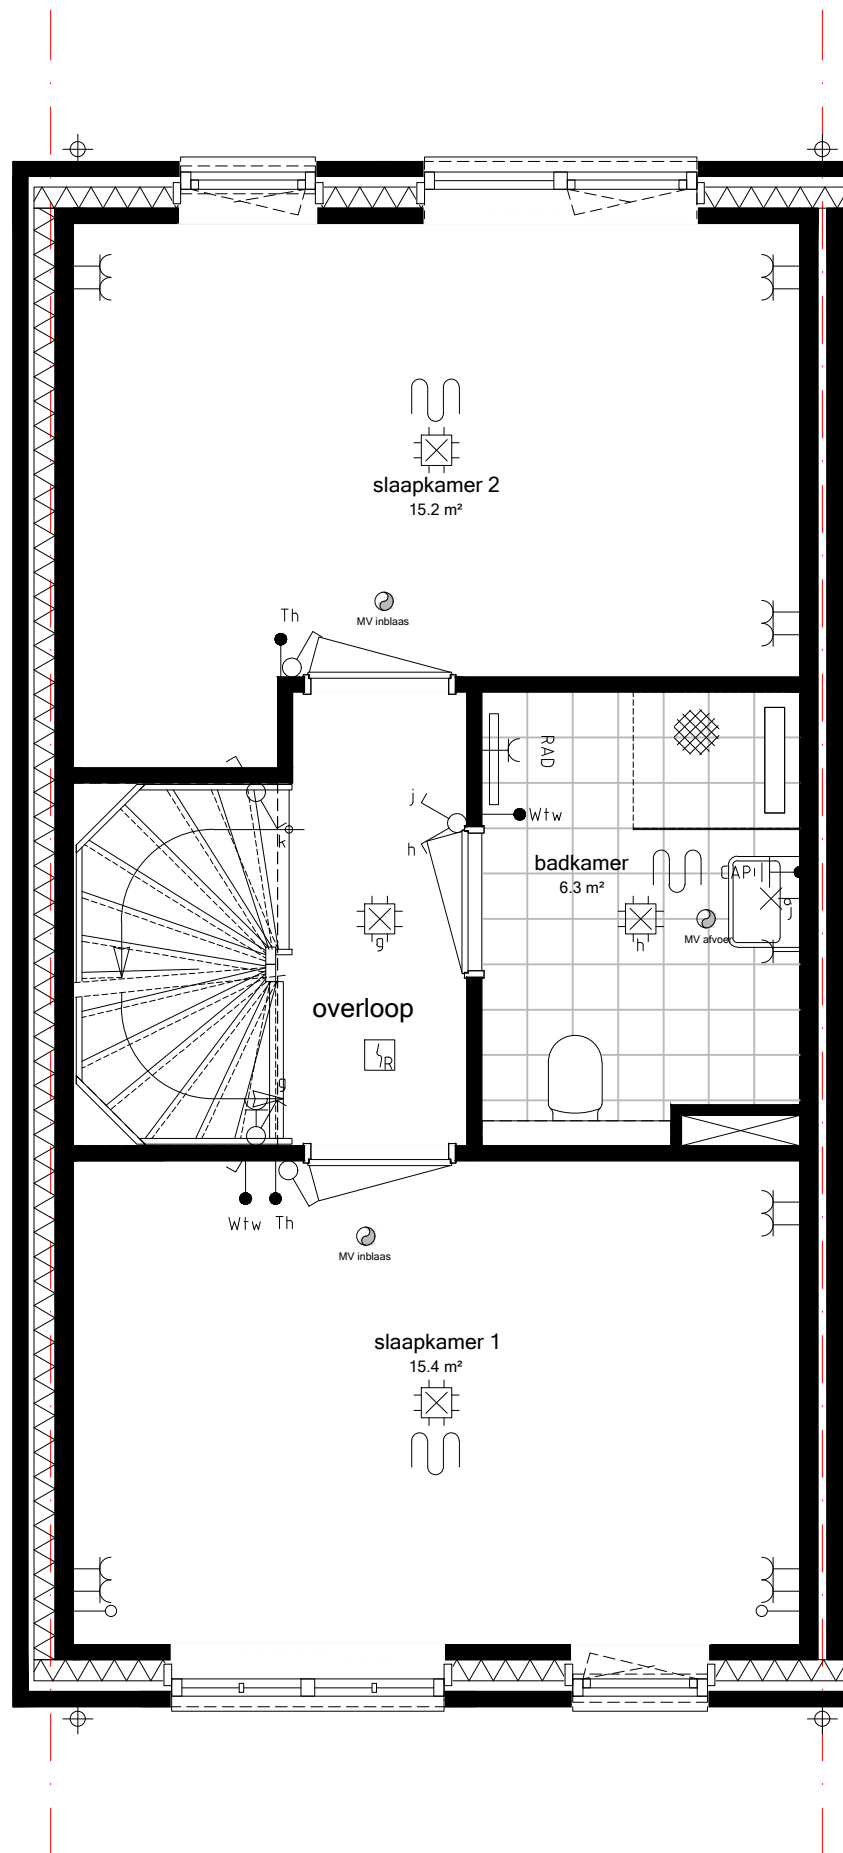 slaapkamer 2
15.2 m²
Th
MV inblaas
RAD
j
Wtw
h
k
badkamer
6.3 m²
CAP
g
h
MV afvoer
j
overloop
R
g
Wtw Th
MV inblaas
slaapkamer 1
15.4 m²